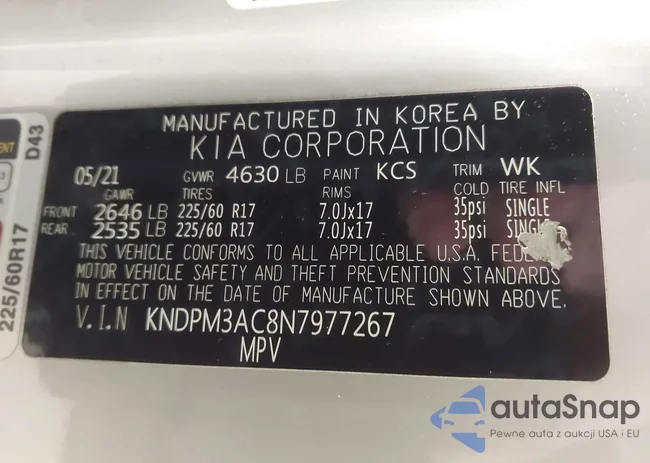 MANUFACTURED IN KOREA BY
KIA CORPORATION
05/21 GVWR 4630 LB PAINT KCS TRIM WK
GAWR TIRES RIMS COLD TIRE INFL
FRONT 2646 LB 225/60 R17 7.0Jx17 35psi SINGLE
REAR 2535 LB 225/60 R17 7.0Jx17 35psi SINGLE
THIS VEHICLE CONFORMS TO ALL APPLICABLE U.S.A.
MOTOR VEHICLE SAFETY AND THEFT PREVENTION STANDARDS
IN EFFECT ON THE DATE OF MANUFACTURE SHOWN ABOVE.
V.I.N KNDPM3AC8N7977267
MPV
D43
225/60R17
autaSnap
Pewne auta z aukcji USA i EU